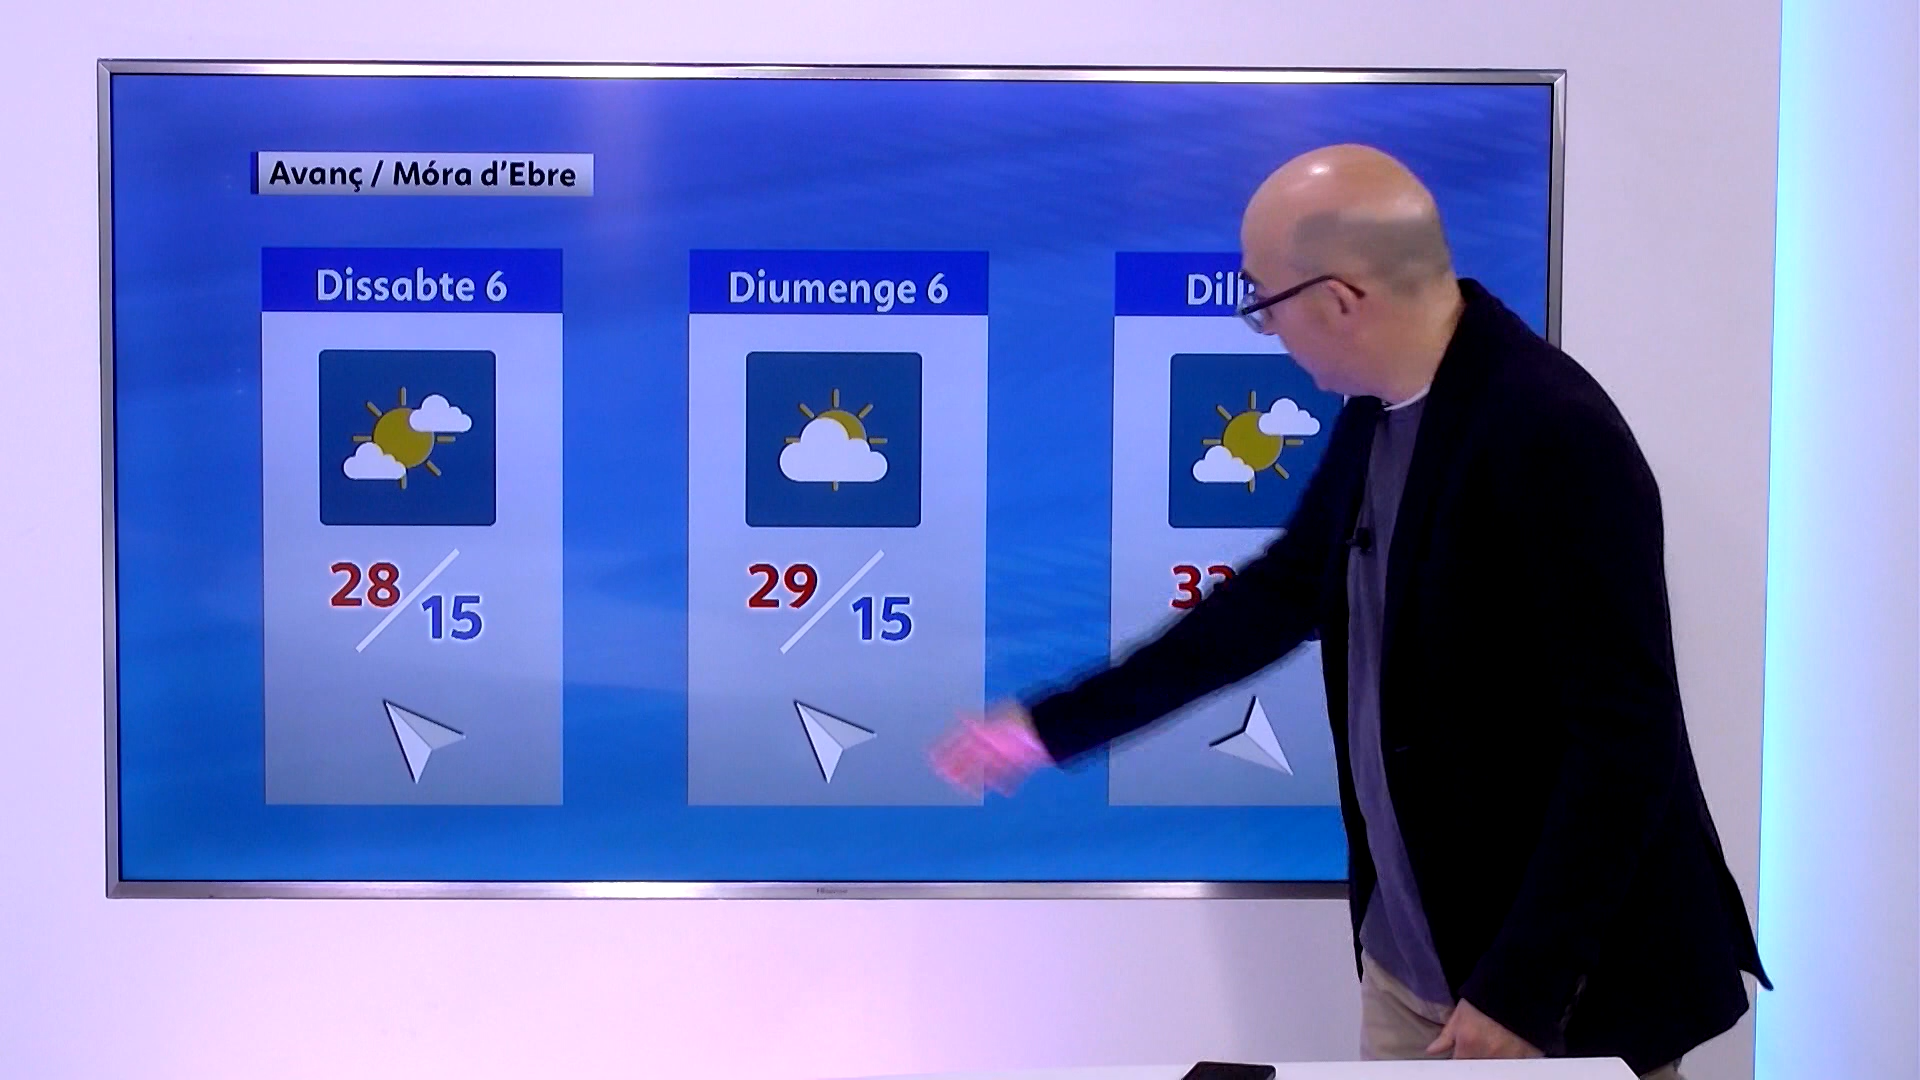 Avanç / Móra d'Ebre
Dissabte 6
Diumenge 6
28/15
29/15